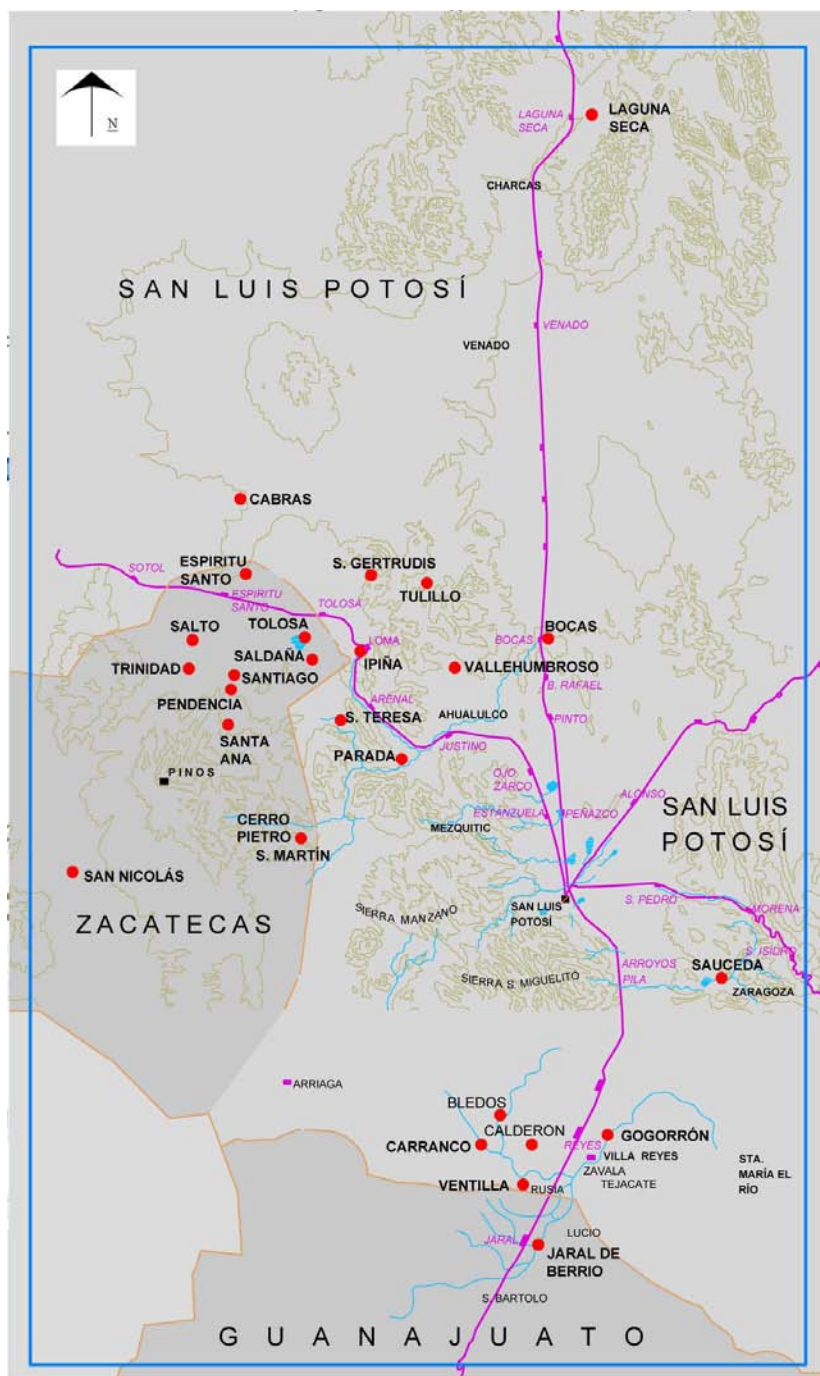 LAGUNA
SECA
LAGUNA
SECA
N
CHARCAS
SAN LUIS POTOSÍ
VENADO
VENADO
CABRAS
ESPIRITU
SANTO
S. GERTRUDIS
SOTOL
TULILLO
ESPIRITU
SANTO
TOLOSA
SALTO
TOLOSA
LOMA
BOCAS
BOCAS
SALDAÑA
IPIÑA
TRINIDAD
VALLEHUMBROSO
SANTIAGO
B. RAFAEL
PENDENCIA
ARENAL
S. TERESA
AHUALULCO
PINTO
SANTA
ANA
JUSTINO
PARADA
PINOS
OJO
ZARCO
ALONSO
SAN LUIS
POTOSÍ
CERRO
PIETRO
S. MARTÍN
ESTANZUELA
PEÑAZCO
MEZQUITIC
SAN NICOLÁS
S. PEDRO
SAN LUIS
POTOSÍ
MORENA
SIERRA MANZANO
ZACATECAS
S. ISIDRO
SIERRA S. MIGUELITO
ARROYOS
PILA
SAUCEDA
ZARAGOZA
ARRIAGA
BLEDOS
CALDERON
CARRANCO
REYES
GOGORRÓN
VILLA REYES
ZAVALA
TEJACATE
STA.
MARÍA EL
RÍO
VENTILLA
RUSIA
LUCIO
JARAL
JARAL DE
BERRIO
S. BARTOLO
GUANAJUATO